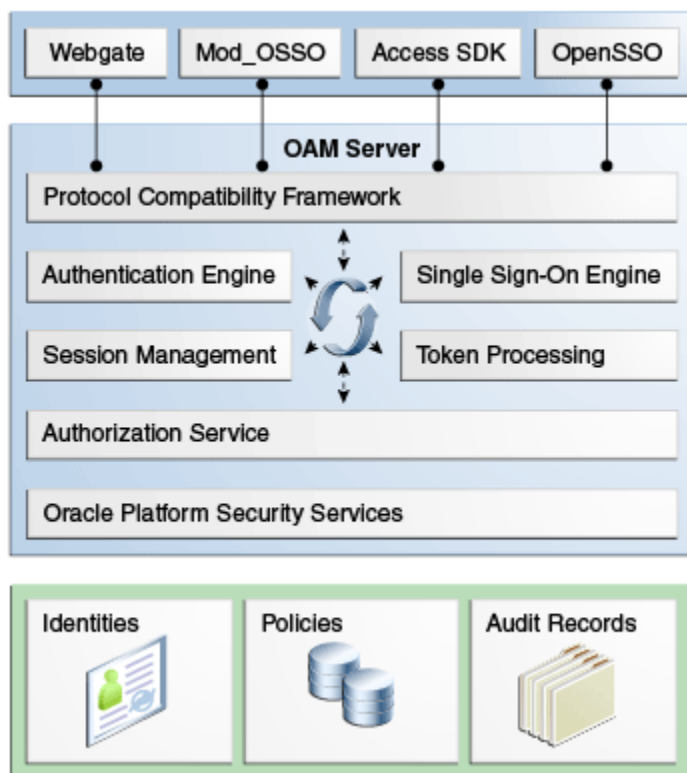 Webgate
Mod_OSSO
Access SDK
OpenSSO
OAM Server
Protocol Compatibility Framework
Authentication Engine
Single Sign-On Engine
Session Management
Token Processing
Authorization Service
Oracle Platform Security Services
Identities
Policies
Audit Records